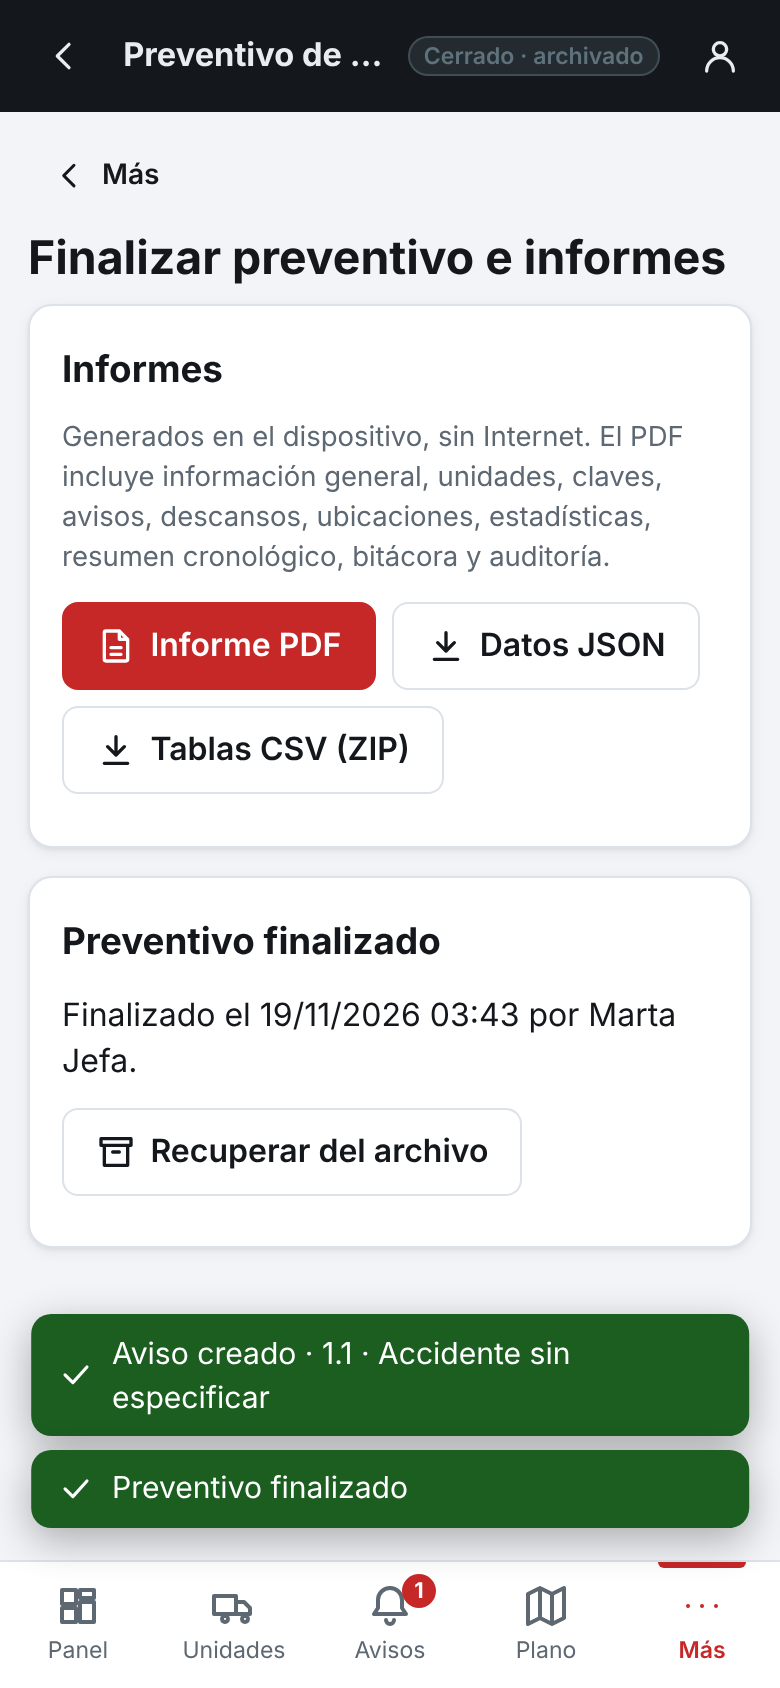 Preventivo de ...
Cerrado · archivado
Más
Finalizar preventivo e informes
Informes
Generados en el dispositivo, sin Internet. El PDF
incluye información general, unidades, claves,
avisos, descansos, ubicaciones, estadísticas,
resumen cronológico, bitácora y auditoría.
Informe PDF
Datos JSON
Tablas CSV (ZIP)
Preventivo finalizado
Finalizado el 19/11/2026 03:43 por Marta
Jefa.
Recuperar del archivo
Aviso creado · 1.1 · Accidente sin
especificar
Preventivo finalizado
1
Panel
Unidades
Avisos
Plano
Más